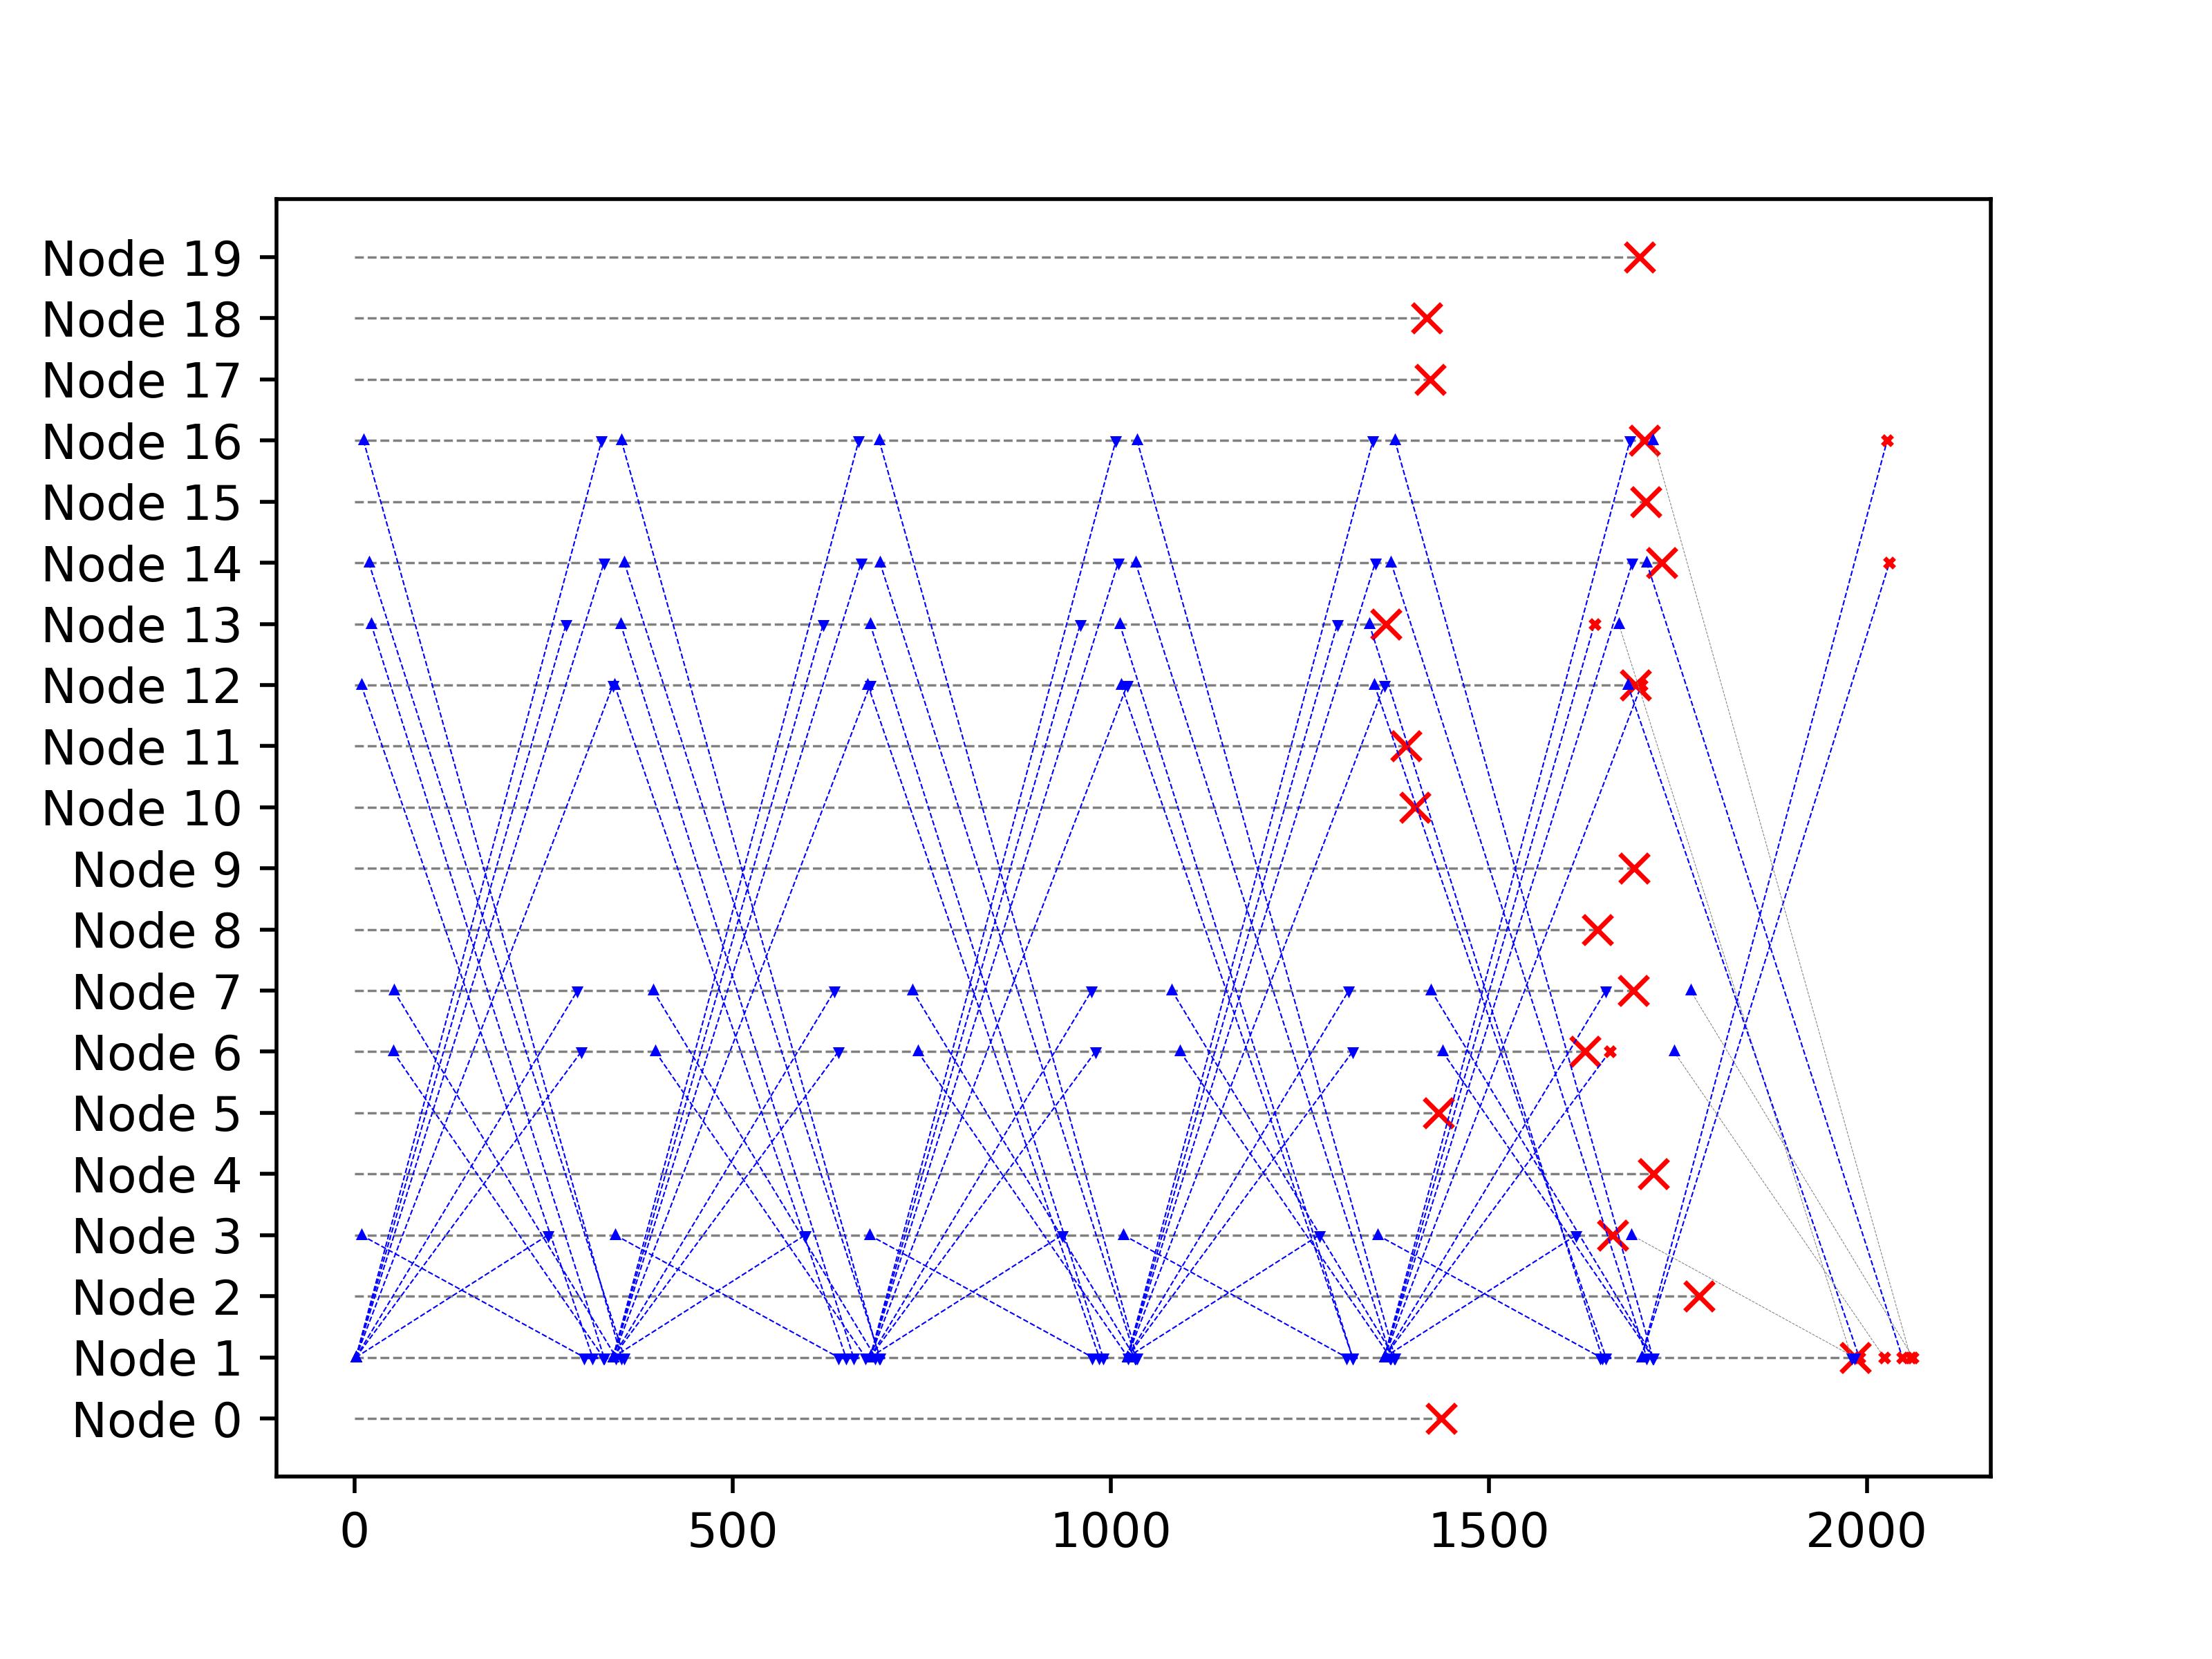 Node 19
Node 18
Node 17
Node 16
Node 15
Node 14
Node 13
Node 12
Node 11
Node 10
Node 9
Node 8
Node 7
Node 6
Node 5
Node 4
Node 3
Node 2
Node 1
Node 0
0 500 1000 1500 2000